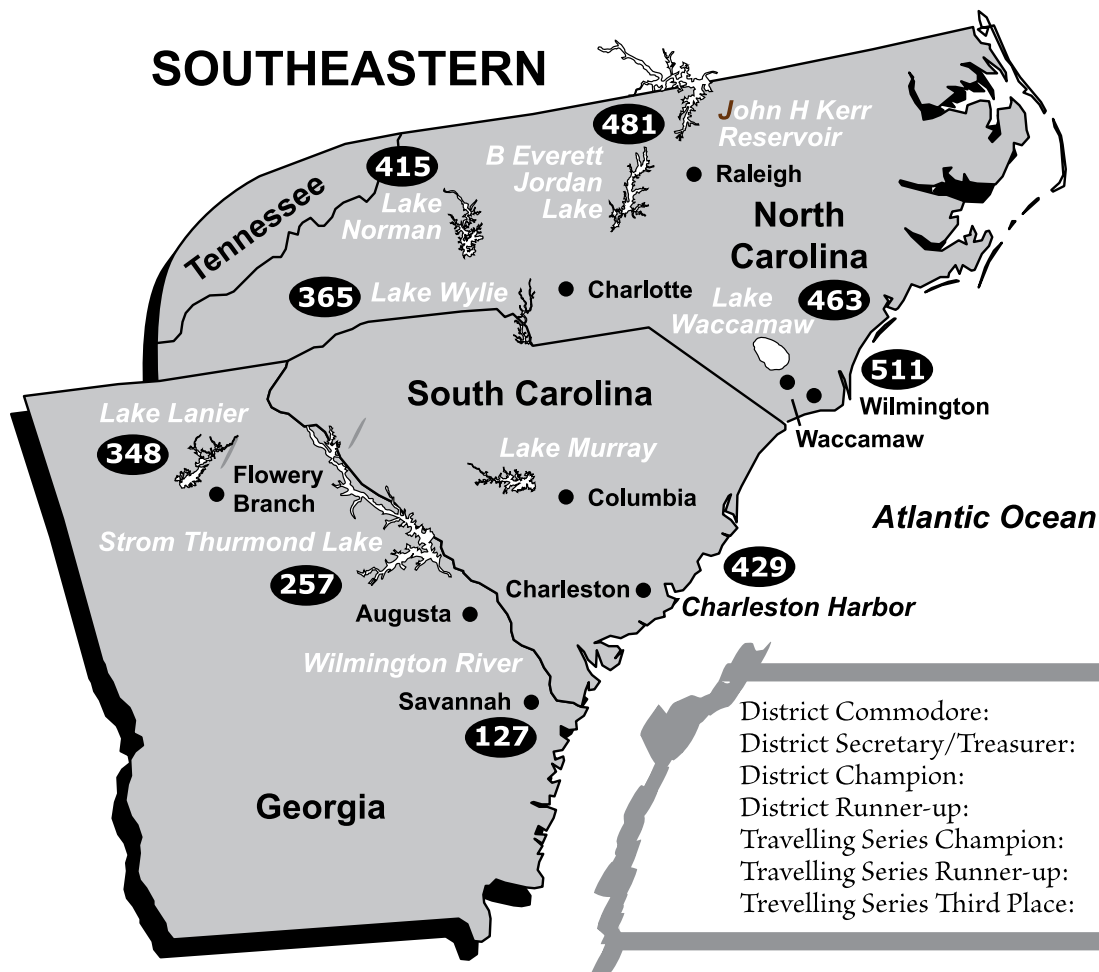 SOUTHEASTERN
481
John H Kerr
Reservoir
415
B Everett
Jordan
Lake
Raleigh
Tennessee
Lake
Norman
North
Carolina
365
Lake Wylie
Charlotte
Lake
Waccamaw
463
511
Wilmington
Waccamaw
South Carolina
Lake Lanier
348
Flowery
Branch
Lake Murray
Columbia
Atlantic Ocean
Strom Thurmond Lake
257
Augusta
Charleston
429
Charleston Harbor
Wilmington River
Savannah
127
Georgia
District Commodore:
District Secretary/Treasurer:
District Champion:
District Runner-up:
Travelling Series Champion:
Travelling Series Runner-up:
Trevelling Series Third Place: